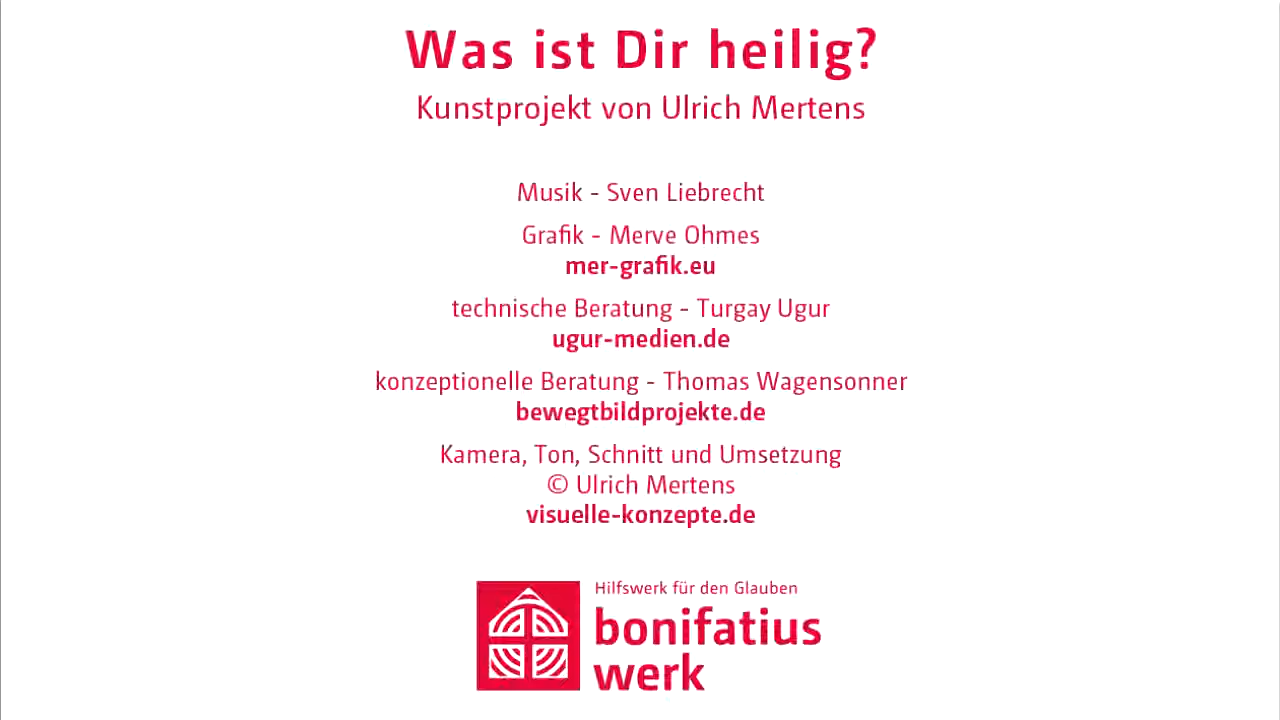 Was ist Dir heilig?
Kunstprojekt von Ulrich Mertens
Musik - Sven Liebrecht
Grafik - Merve Ohmes
mer-grafik.eu
technische Beratung - Turgay Ugur
ugur-medien.de
konzeptionelle Beratung - Thomas Wagensonner
bewegtbildprojekte.de
Kamera, Ton, Schnitt und Umsetzung
© Ulrich Mertens
visuelle-konzepte.de
Hilfswerk für den Glauben
bonifatius
werk